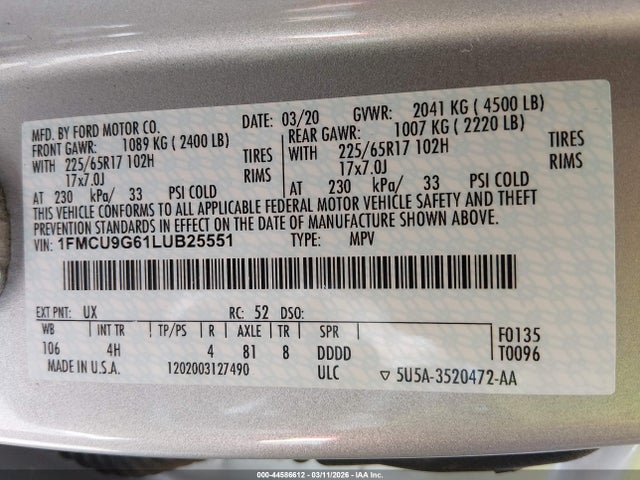 MFD. BY FORD MOTOR CO. DATE: 03/20 GVWR: 2041 KG ( 4500 LB)
FRONT GAWR: 1089 KG ( 2400 LB) REAR GAWR: 1007 KG ( 2220 LB)
WITH 225/65R17 102H TIRES WITH 225/65R17 102H TIRES
17x7.0J RIMS 17x7.0J RIMS
AT 230 kPa/ 33 PSI COLD AT 230 kPa/ 33 PSI COLD
THIS VEHICLE CONFORMS TO ALL APPLICABLE FEDERAL MOTOR VEHICLE SAFETY AND THEFT
PREVENTION STANDARDS IN EFFECT ON THE DATE OF MANUFACTURE SHOWN ABOVE.
VIN: 1FMCU9G61LUB25551 TYPE: MPV
EXT PNT: UX RC: 52 DSO:
WB INT TR TP/PS R AXLE TR SPR F0135
106 4H 4 81 8 DDDD T0096
MADE IN U.S.A. 1202003127490 ULC ▽ 5U5A-3520472-AA
000-44586612 - 03/11/2026 - IAA Inc.